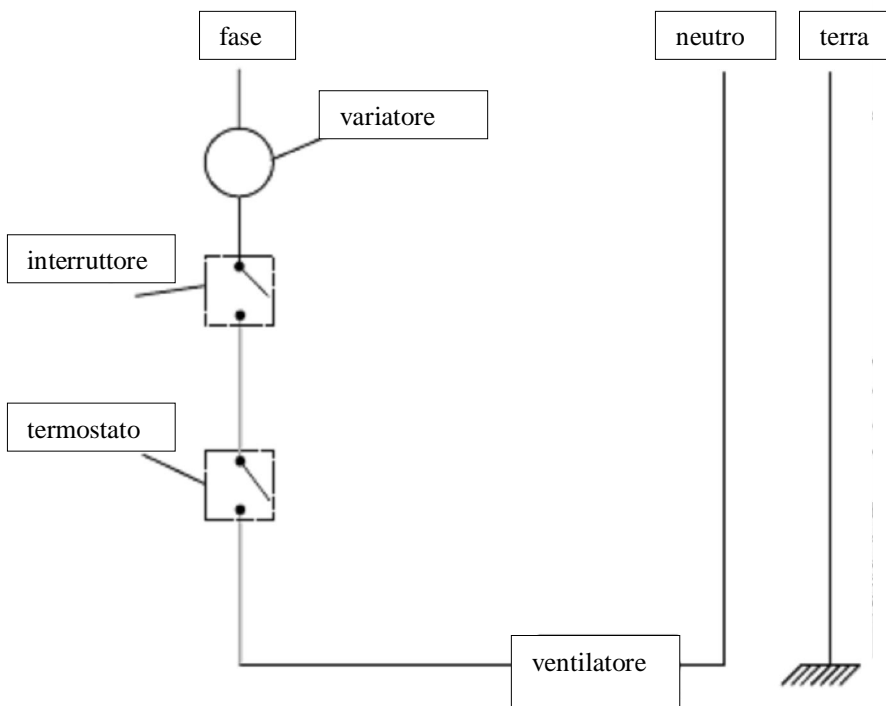 fase
neutro
terra
variatore
interruttore
termostato
ventilatore